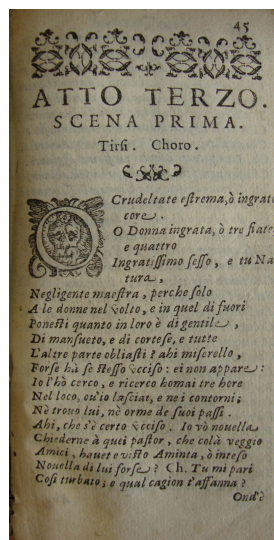 45
ATTO TERZO.
SCENA PRIMA.
Tirsi. Choro.
O Crudeltate estrema, ò ingrato
core.
O Donna ingrata, ò tre fiate,
e quattro
Ingratissimo sesso, e tu Na
tura,
Negligente maestra, perche solo
A le donne nel volto, e in quel di fuori
Ponesti quanto in loro è di gentile,
Di mansueto, e di cortese, e tutte
L'altre parte obliasti? ahi misero lo,
Forse hà se stesso vcciso: ei non appare:
Io l'hò cerco, e ricerco homai tre hore
Nel loco, ou'io lasciai, e ne i contorni;
Nè trouo lui, nè orme de suoi passi.
Ahi, che s'è certo vcciso. Io vò nouella
Chiederne à quei pastor, che colà veggio
Amici, hauete visto Aminta, ò inteso
Nouella di lui forse? Ch. Tu mi pari
Cosi turbato; e qual cagion t'affanna?
Ond'è